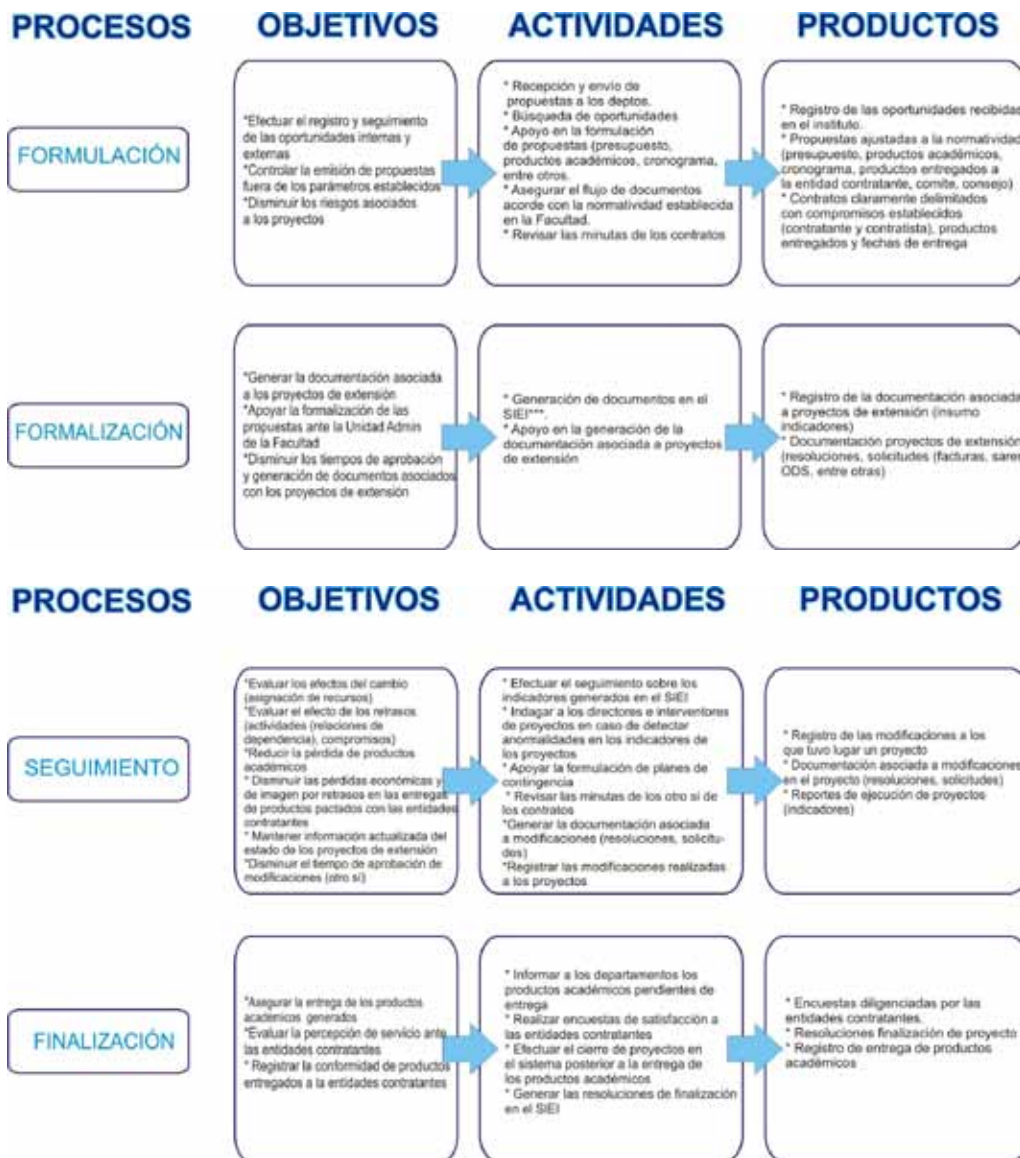 PROCESOS
OBJETIVOS
ACTIVIDADES
PRODUCTOS
FORMULACIÓN
*Efectuar el registro y seguimiento
de las oportunidades internas y
externas
*Controlar la emisión de propuestas
fuera de los parámetros establecidos
*Disminuir los riesgos asociados
a los proyectos
* Recepción y envío de
propuestas a los deptos.
* Búsqueda de oportunidades
* Apoyo en la formulación
de propuestas (presupuesto,
productos académicos, cronograma,
entre otros.
* Asegurar el flujo de documentos
acorde con la normatividad establecida
en la Facultad.
* Revisar las minutas de los contratos
* Registro de las oportunidades recibidas
en el instituto.
* Propuestas ajustadas a la normatividad
(presupuesto, productos académicos,
cronograma, productos entregados a
la entidad contratante, comite, consejo)
* Contratos claramente delimitados
con compromisos establecidos
(contratante y contratista), productos
entregados y fechas de entrega
FORMALIZACIÓN
*Generar la documentación asociada
a los proyectos de extensión
*Apoyar la formalización de las
propuestas ante la Unidad Admin
de la Facultad
*Disminuir los tiempos de aprobación
y generación de documentos asociados
con los proyectos de extensión
* Generación de documentos en el
SIEI***.
* Apoyo en la generación de la
documentación asociada a proyectos
de extensión
* Registro de la documentación asociada
a proyectos de extensión (insumo
indicadores)
* Documentación proyectos de extensión
(resoluciones, solicitudes (facturas, sares
ODS, entre otras)
PROCESOS
OBJETIVOS
ACTIVIDADES
PRODUCTOS
SEGUIMIENTO
*Evaluar los efectos del cambio
(asignación de recursos)
*Evaluar el efecto de los retrasos
(actividades (relaciones de
dependencia), compromisos)
*Reducir la pérdida de productos
académicos
* Disminuir las pérdidas económicas y
de imagen por retrasos en las entregas
de productos pactados con las entidades
contratantes
* Mantener información actualizada del
estado de los proyectos de extensión
*Disminuir el tiempo de aprobación de
modificaciones (otro sí)
* Efectuar el seguimiento sobre los
indicadores generados en el SIEI
* Indagar a los directores e interventores
de proyectos en caso de detectar
anormalidades en los indicadores de
los proyectos
* Apoyar la formulación de planes de
contingencia
* Revisar las minutas de los otro si de
los contratos
*Generar la documentación asociada
a modificaciones (resoluciones, solicitu-
des)
*Registrar las modificaciones realizadas
a los proyectos
* Registro de las modificaciones a los
que tuvo lugar un proyecto
* Documentación asociada a modificaciones
en el proyecto (resoluciones, solicitudes)
* Reportes de ejecución de proyectos
(indicadores)
FINALIZACIÓN
*Asegurar la entrega de los productos
académicos generados
*Evaluar la percepción de servicio ante
las entidades contratantes
* Registrar la conformidad de productos
entregados a la entidades contratantes
* Informar a los departamentos los
productos académicos pendientes de
entrega
* Realizar encuestas de satisfacción a
las entidades contratantes
* Efectuar el cierre de proyectos en
el sistema posterior a la entrega de
los productos académicos
* Generar las resoluciones de finalización
en el SIEI
* Encuestas diligenciadas por las
entidades contratantes.
* Resoluciones finalización de proyecto
* Registro de entrega de productos
académicos